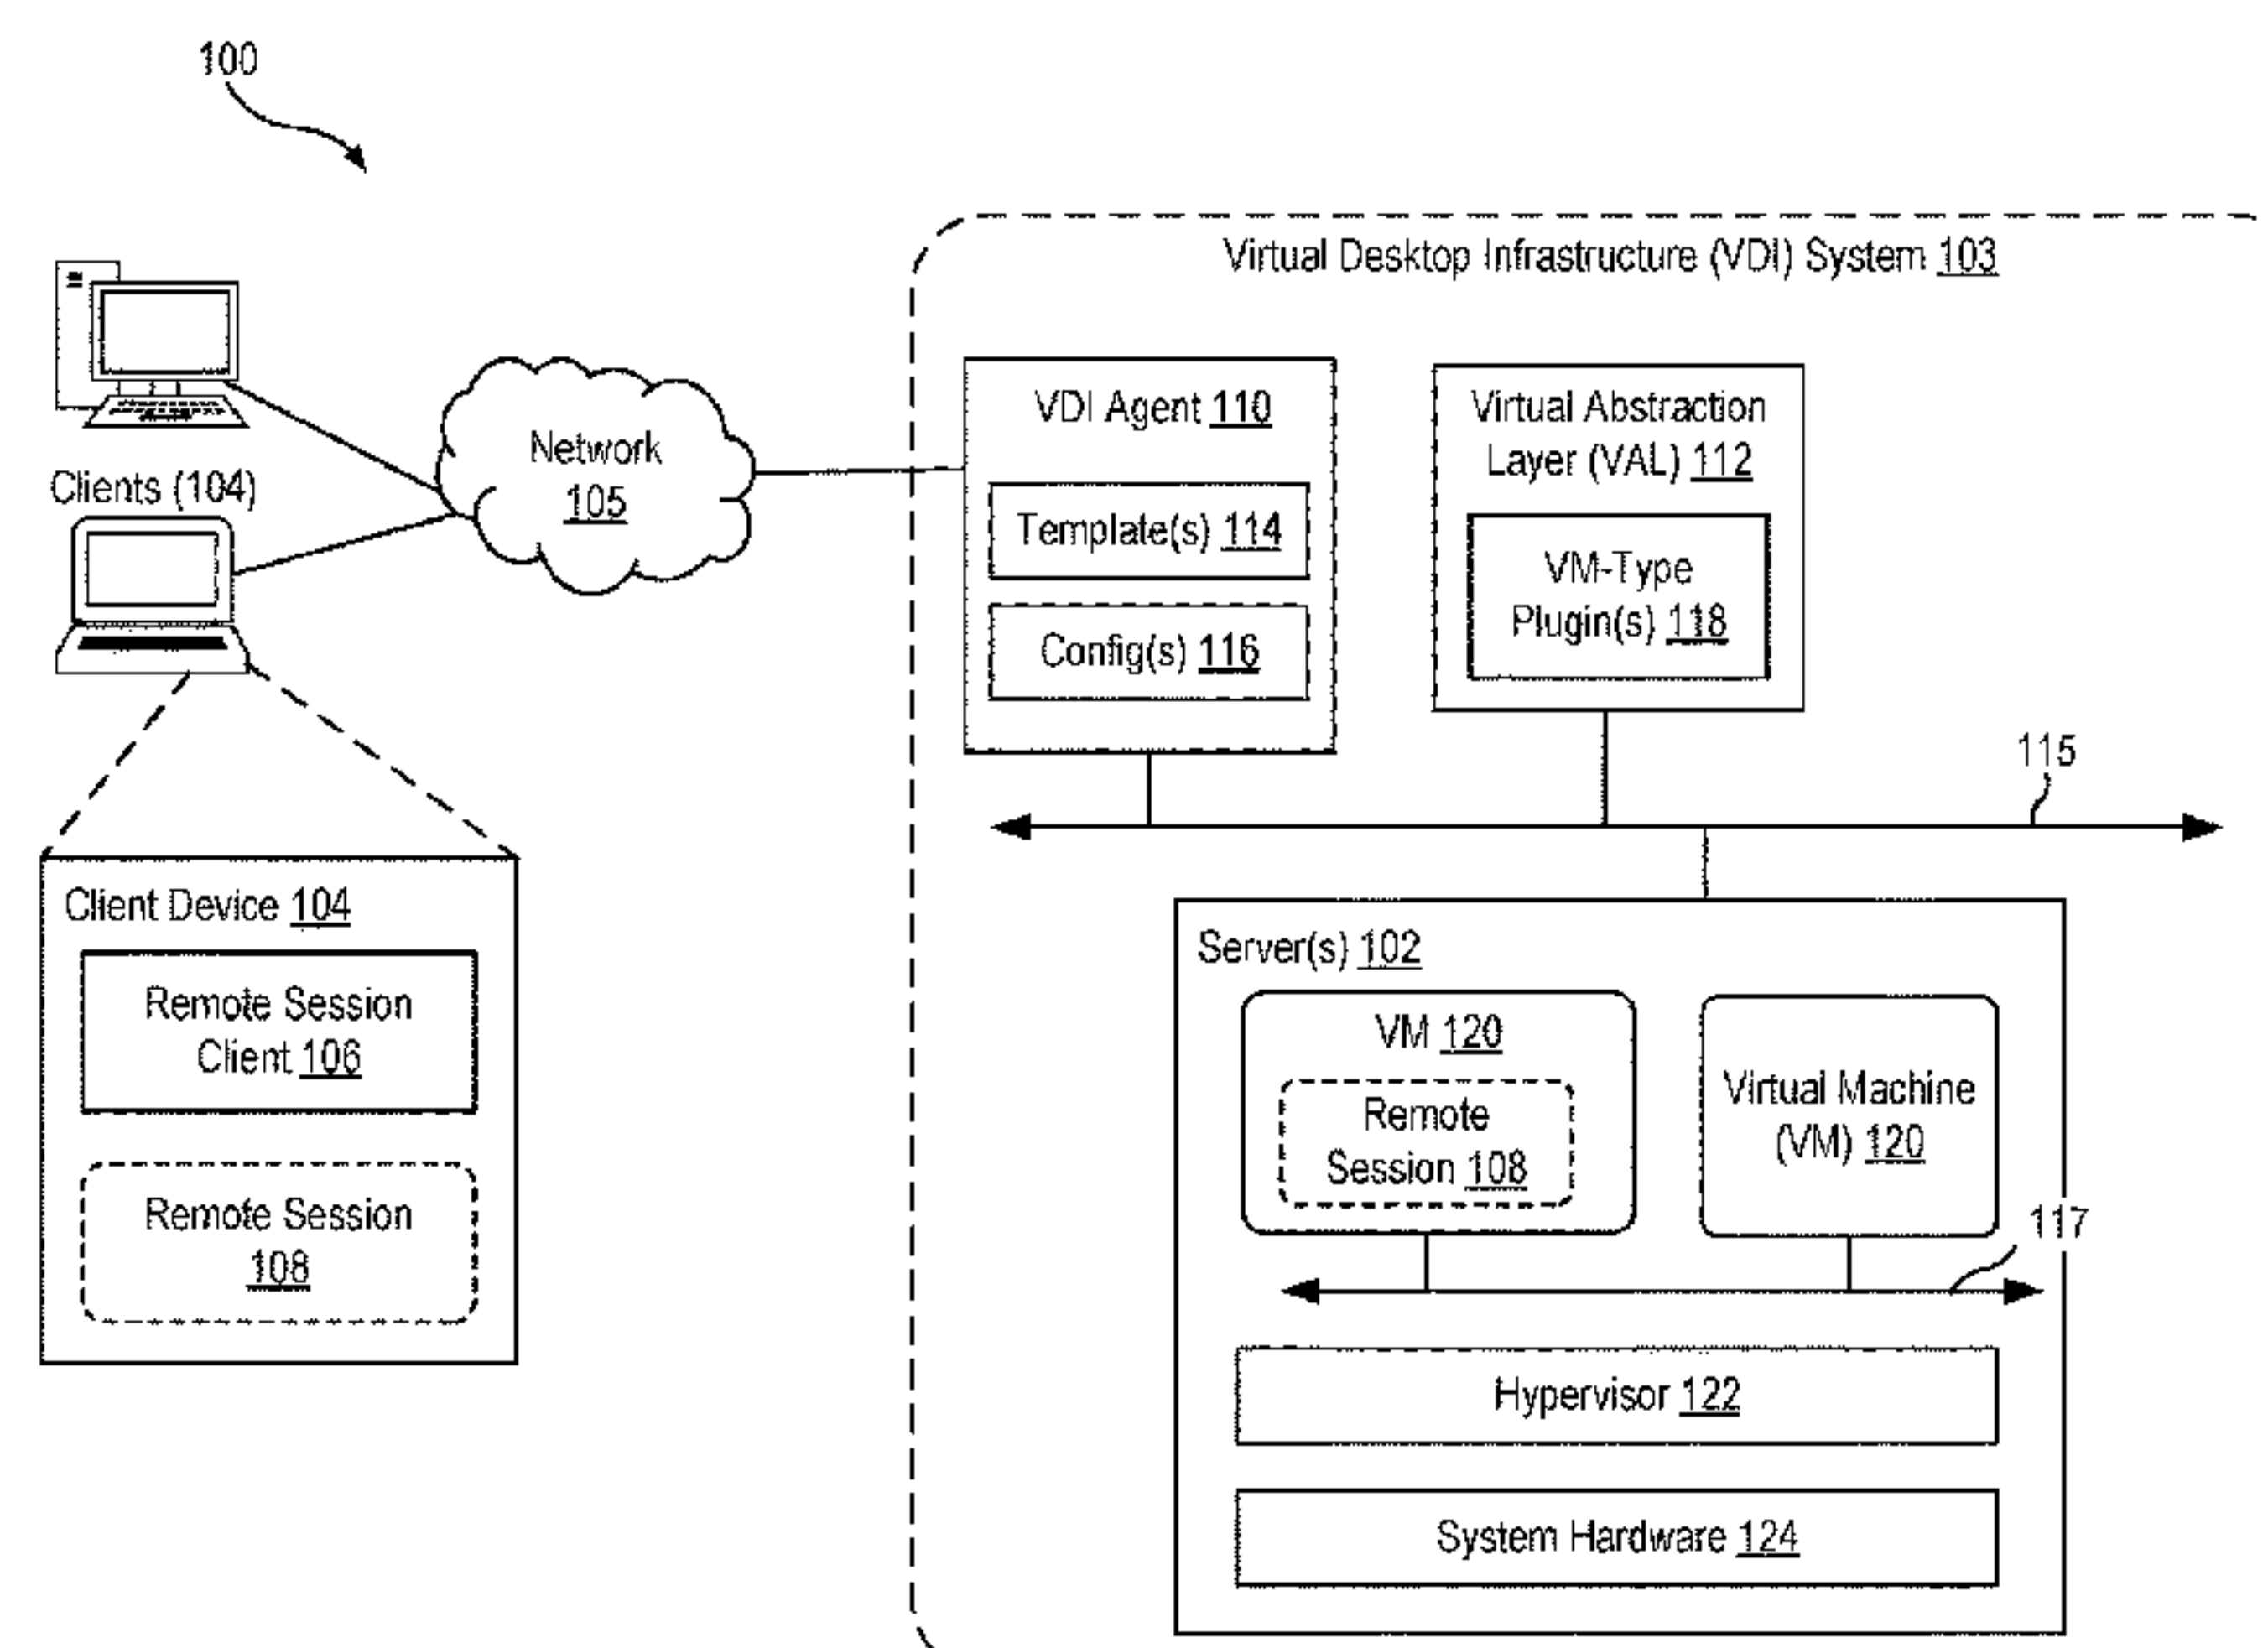 100
Virtual Desktop Infrastructure (VDI) System 103
Clients (104)
Network
105
VDI Agent 110
Template(s) 114
Config(s) 116
Virtual Abstraction
Layer (VAL) 112
VM-Type
Plugin(s) 118
115
Client Device 104
Remote Session
Client 106
Remote Session
108
Server(s) 102
VM 120
Remote
Session 108
Virtual Machine
(VM) 120
117
Hypervisor 122
System Hardware 124